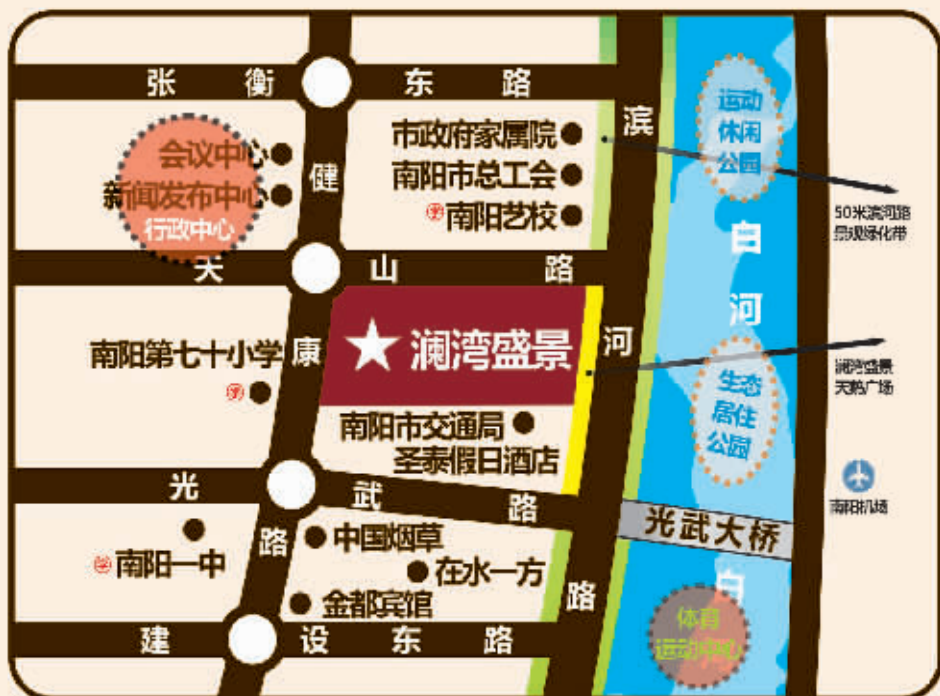 张衡东路
会议中心
新闻发布中心
行政中心
市政府家属院
南阳市总工会
学 南阳艺校
运动
休闲
公园
50米滨河路
景观绿化带
天山路
白河
南阳第七十小学
学
澜湾盛景
健康路
滨河路
澜湾盛景
天鹅广场
生态
居住
公园
南阳市交通局
圣泰假日酒店
南阳机场
光武路
光武大桥
学 南阳一中
中国烟草
在水一方
金都宾馆
白
体育
运动中心
建设东路